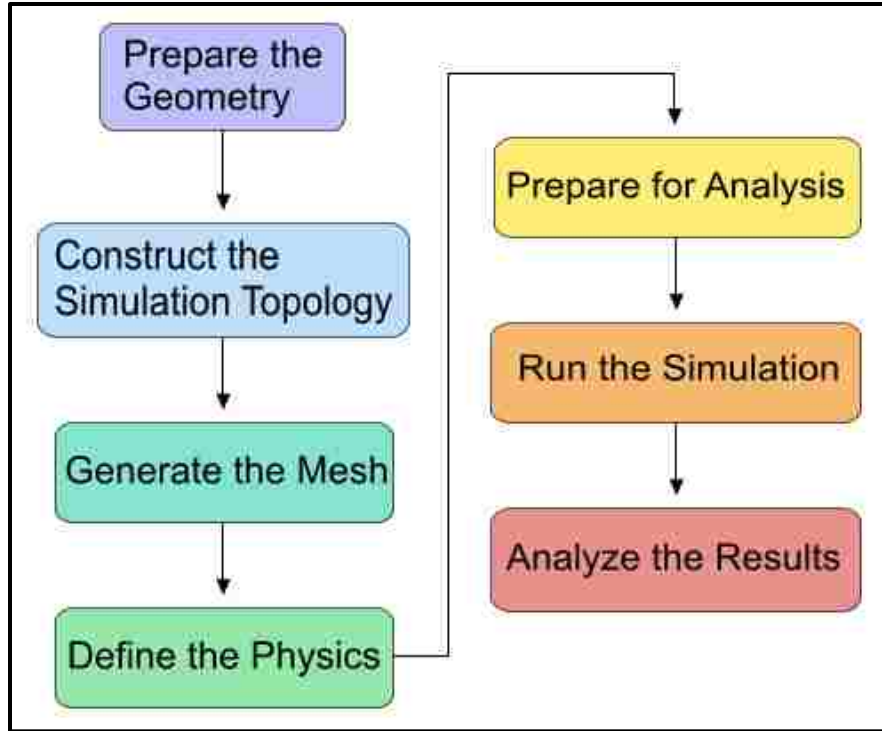 Prepare the
Geometry
Construct the
Simulation Topology
Generate the Mesh
Define the Physics
Prepare for Analysis
Run the Simulation
Analyze the Results